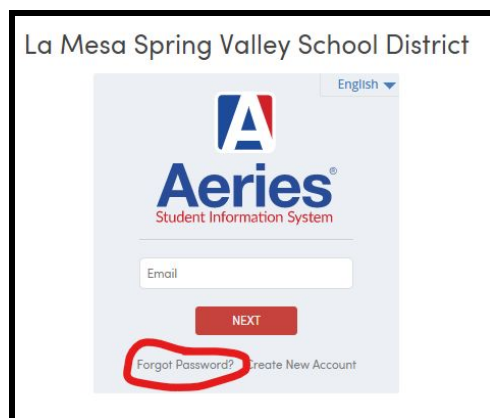 La Mesa Spring Valley School District
English
A
Aeries®
Student Information System
Email
NEXT
Forgot Password? Create New Account